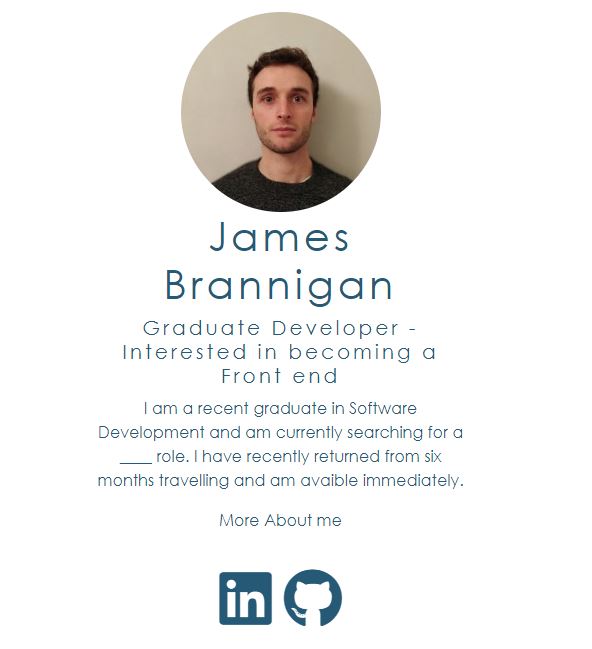 James
Brannigan
Graduate Developer -
Interested in becoming a
Front end
I am a recent graduate in Software
Development and am currently searching for a
____ role. I have recently returned from six
months travelling and am avaible immediately.
More About me
in